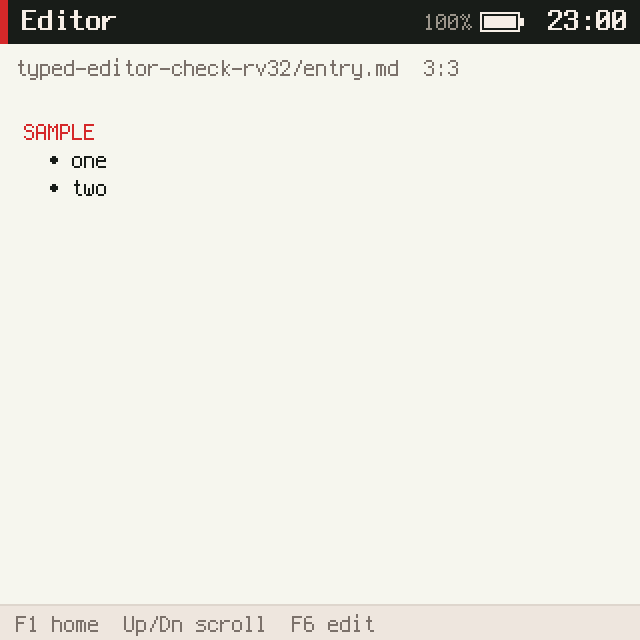 Editor 100% 23:00
typed-editor-check-rv32/entry.md 3:3
SAMPLE
• one
• two
F1 home Up/Dn scroll F6 edit